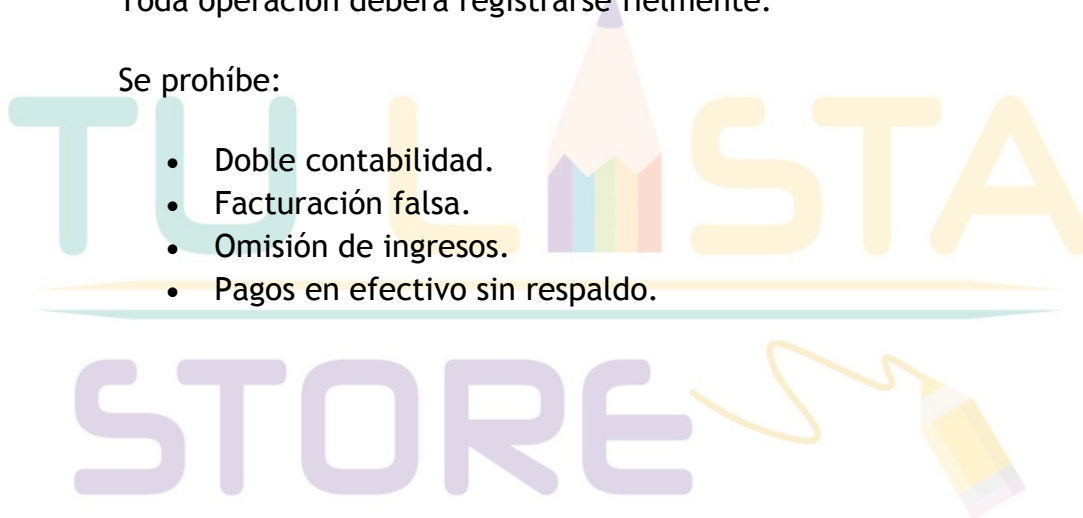 Toda operación deberá registrarse fielmente.
Se prohíbe:
• Doble contabilidad.
• Facturación falsa.
• Omisión de ingresos.
• Pagos en efectivo sin respaldo.
TU LISTA
STORE